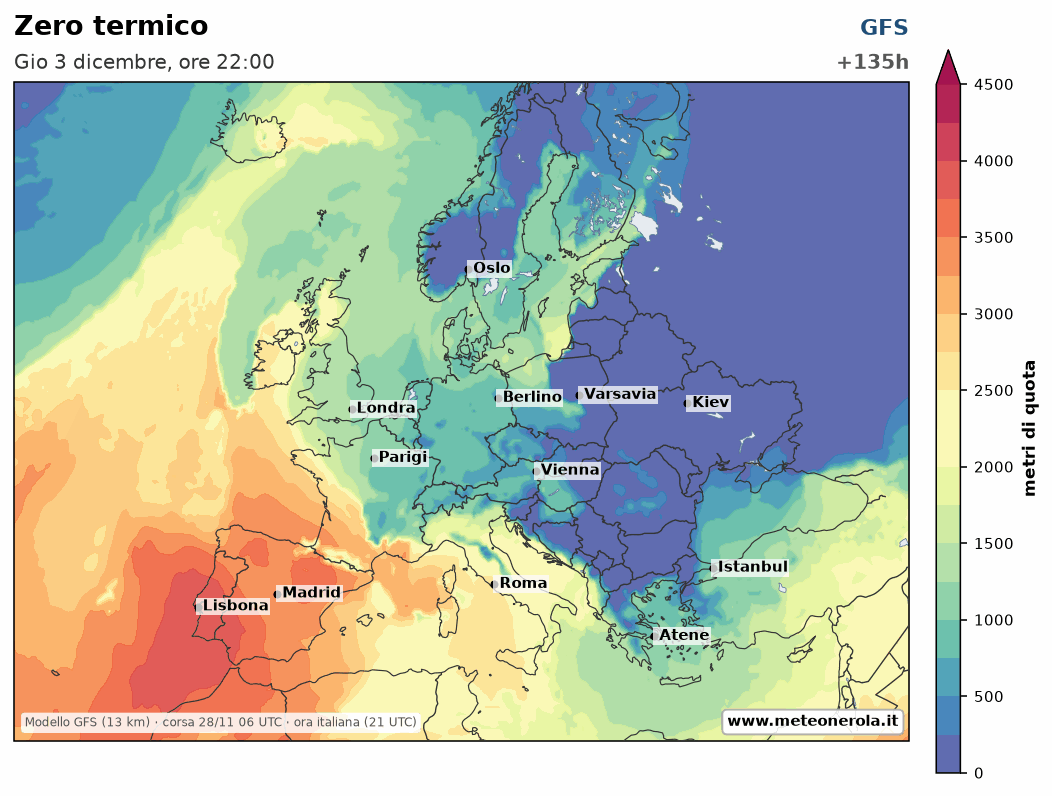 Zero termico
GFS
Gio 3 dicembre, ore 22:00
+135h
4500
4000
3500
3000
2500
2000
1500
1000
500
0
metri di quota
Oslo
Berlino
Varsavia
Kiev
Londra
Parigi
Vienna
Istanbul
Roma
Madrid
Lisbona
Atene
Modello GFS (13 km) · corsa 28/11 06 UTC · ora italiana (21 UTC)
www.meteonerola.it